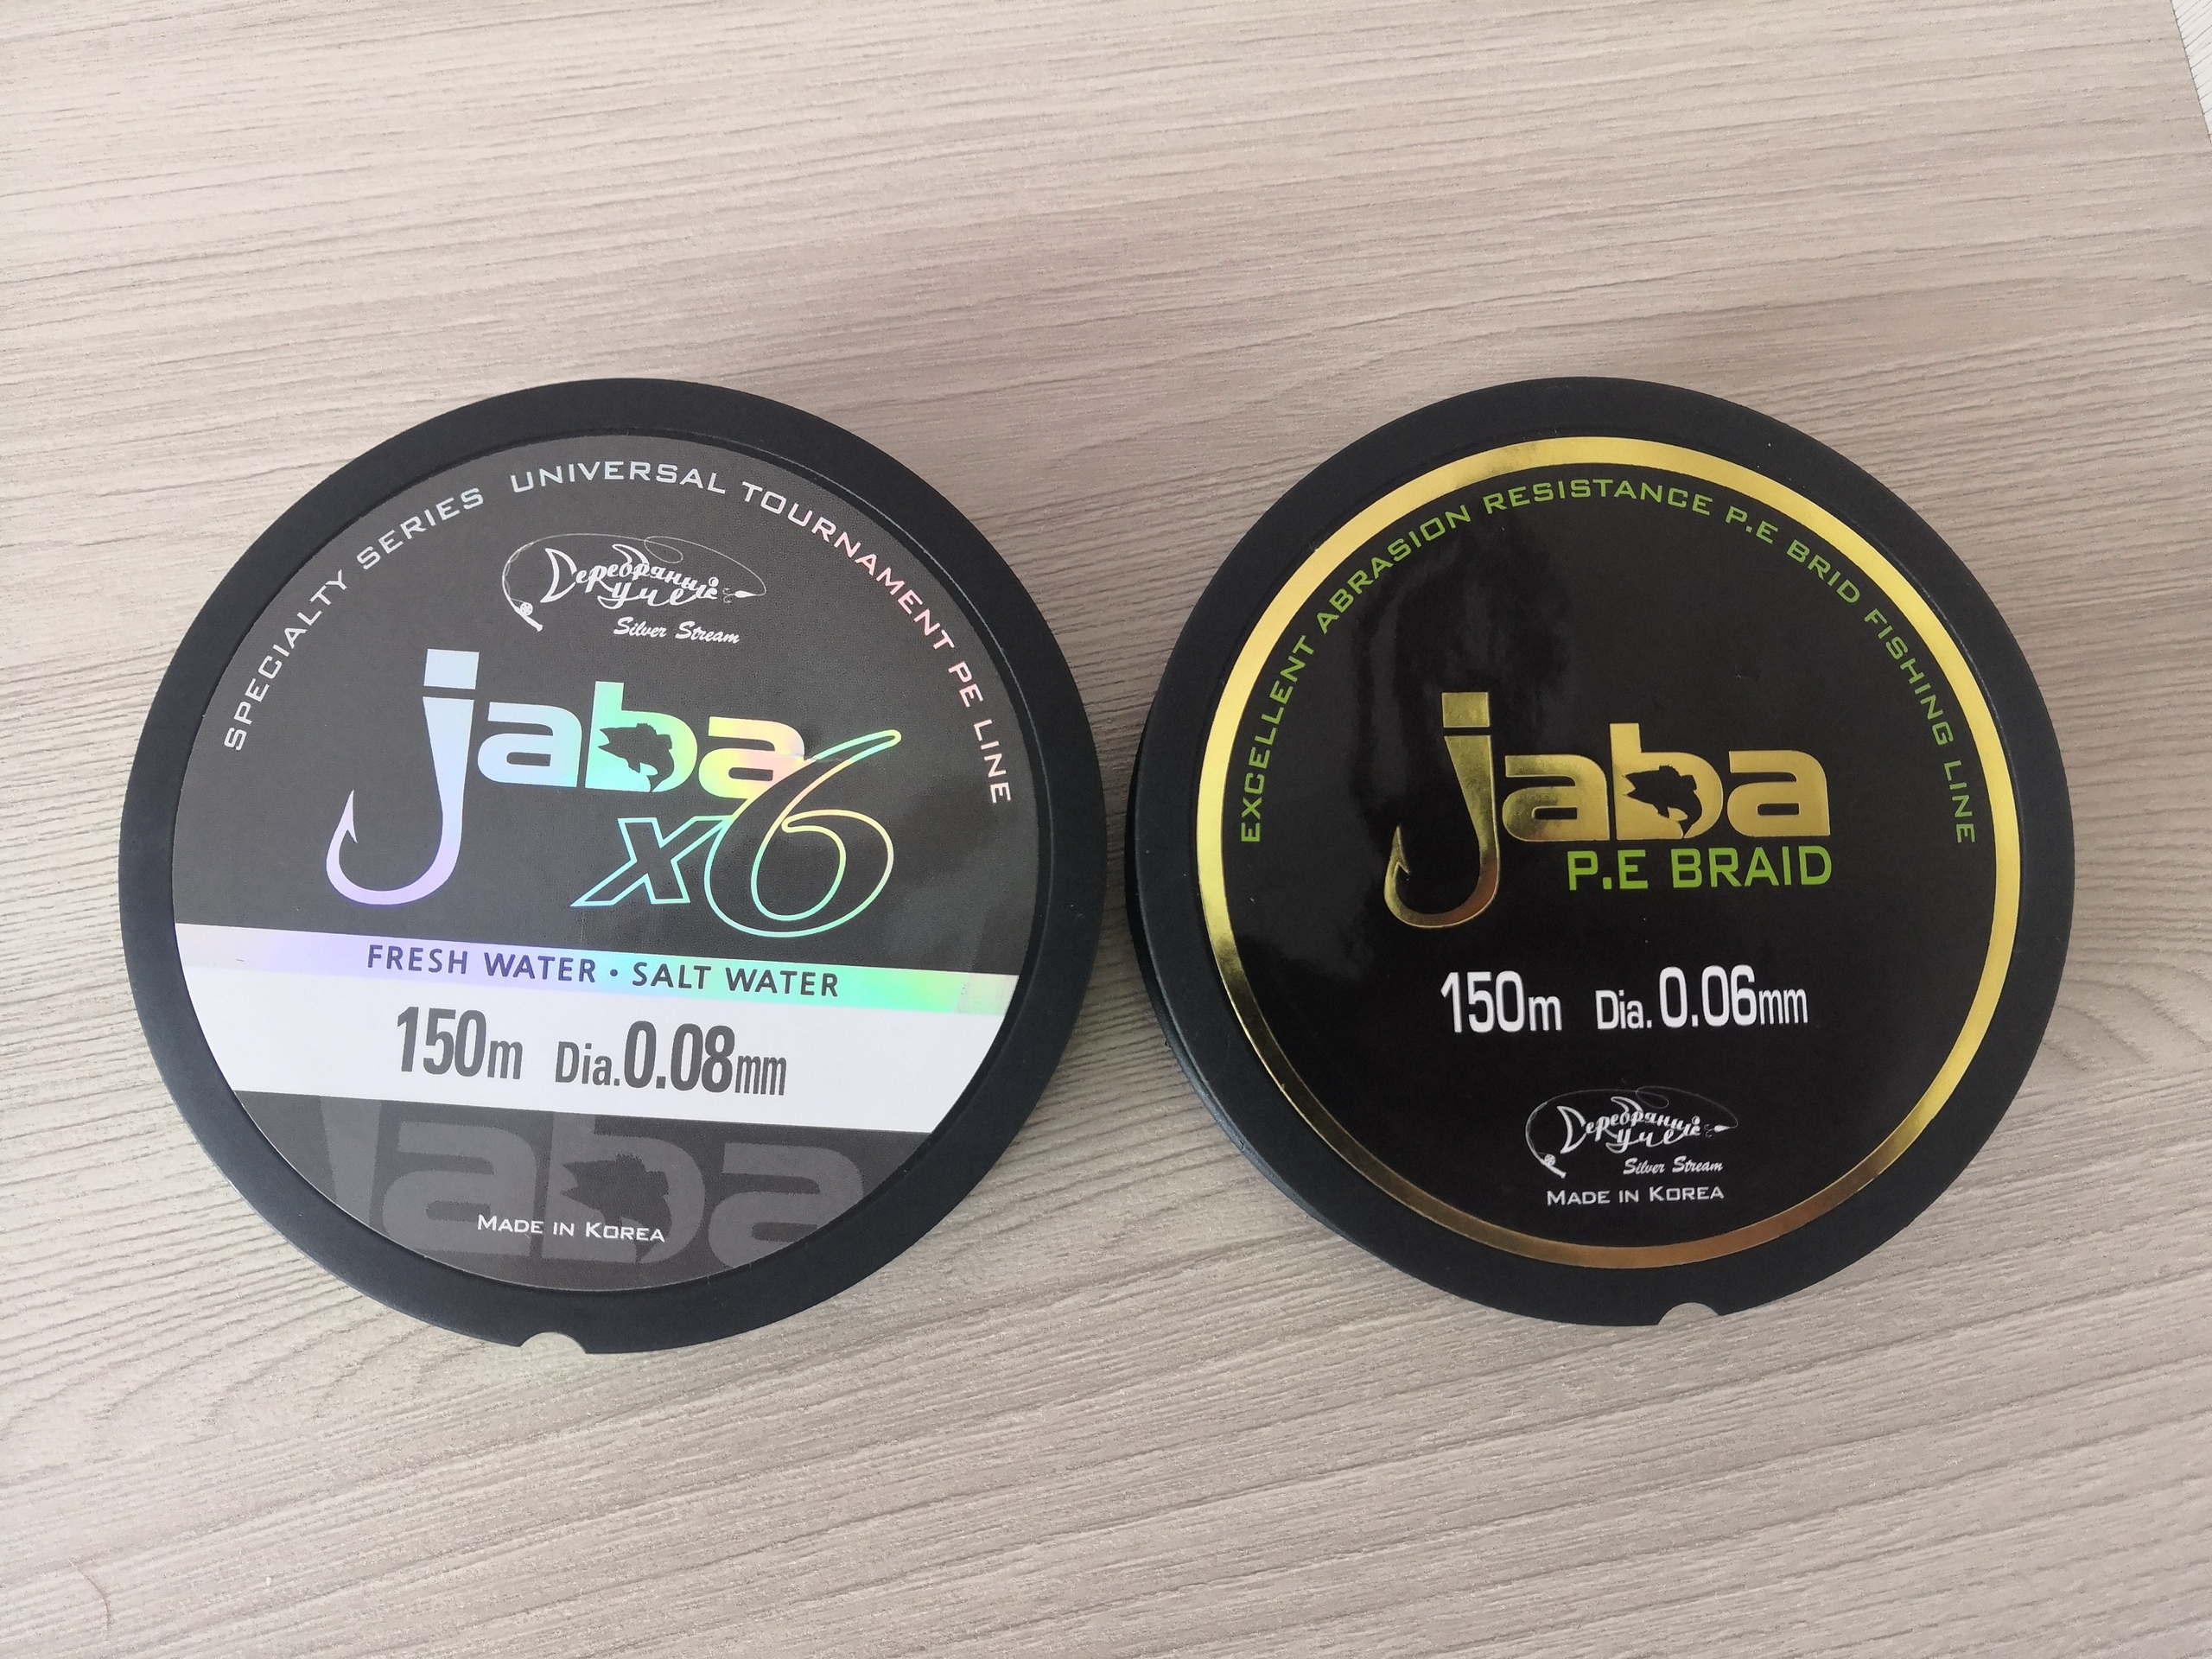 SPECIALTY SERIES UNIVERSAL TOURNAMENT PE LINE
Серебряный
Ручей
Silver Stream
jaba
x6
FRESH WATER • SALT WATER
150m Dia.0.08mm
jaba
MADE IN KOREA
EXCELLENT ABRASION RESISTANCE P.E BRID FISHING LINE
jaba
P.E BRAID
150m Dia.0.06mm
Серебряный
Ручей
Silver Stream
MADE IN KOREA